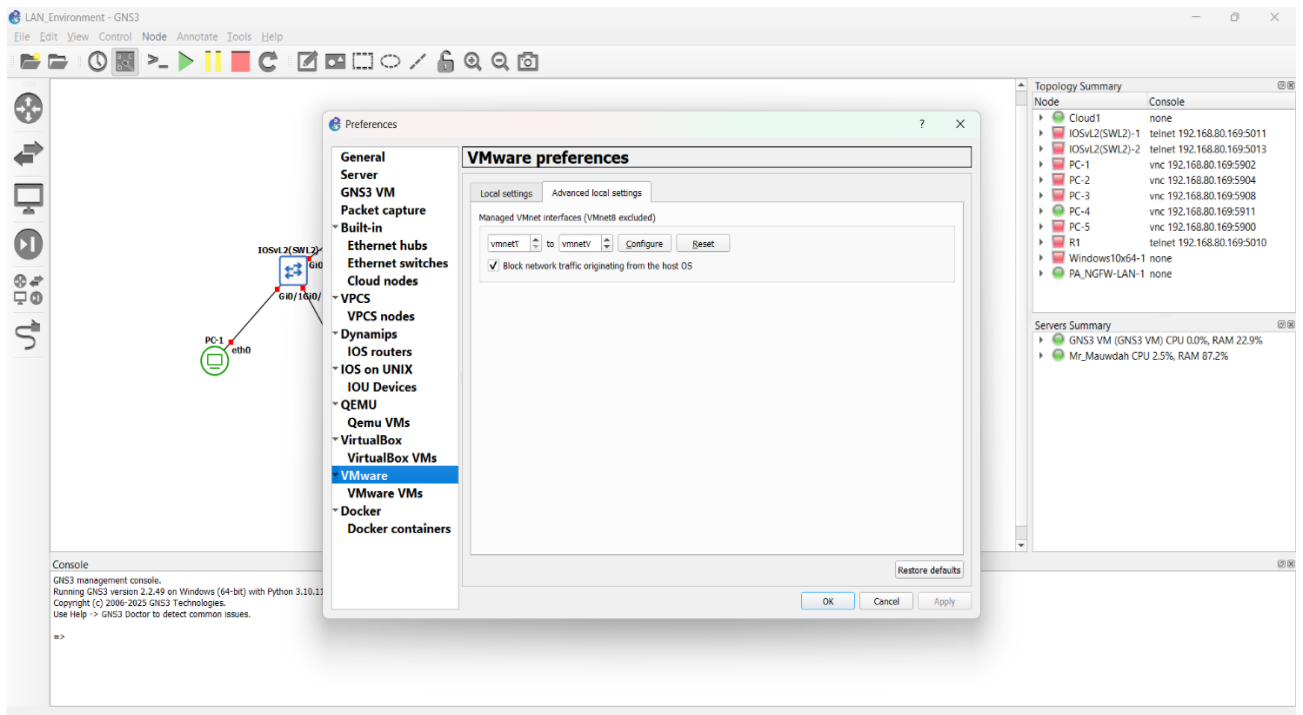 LAN_Environment - GNS3
File Edit View Control Node Annotate Tools Help
IOSvL2(SWL2)-
Gi0
Gi0/1Gi0/
PC-1
eth0
Preferences
General
Server
GNS3 VM
Packet capture
Built-in
Ethernet hubs
Ethernet switches
Cloud nodes
VPCS
VPCS nodes
Dynamips
IOS routers
IOS on UNIX
IOU Devices
QEMU
Qemu VMs
VirtualBox
VirtualBox VMs
VMware
VMware VMs
Docker
Docker containers
VMware preferences
Local settings Advanced local settings
Managed VMnet interfaces (VMnet8 excluded)
to Configure Reset
Block network traffic originating from the host OS
Restore defaults
OK Cancel Apply
Topology Summary
Node Console
Cloud1 none
IOSvL2(SWL2)-1 telnet 192.168.80.169:5011
IOSvL2(SWL2)-2 telnet 192.168.80.169:5013
PC-1 vnc 192.168.80.169:5902
PC-2 vnc 192.168.80.169:5904
PC-3 vnc 192.168.80.169:5908
PC-4 vnc 192.168.80.169:5911
PC-5 vnc 192.168.80.169:5900
R1 telnet 192.168.80.169:5010
Windows10x64-1 none
PA_NGFW-LAN-1 none
Servers Summary
GNS3 VM (GNS3 VM) CPU 0.0%, RAM 22.9%
Mr_Mauwdah CPU 2.5%, RAM 87.2%
Console
GNS3 management console.
Running GNS3 version 2.2.49 on Windows (64-bit) with Python 3.10.11
Copyright (c) 2006-2025 GNS3 Technologies.
Use Help -> GNS3 Doctor to detect common issues.
=>